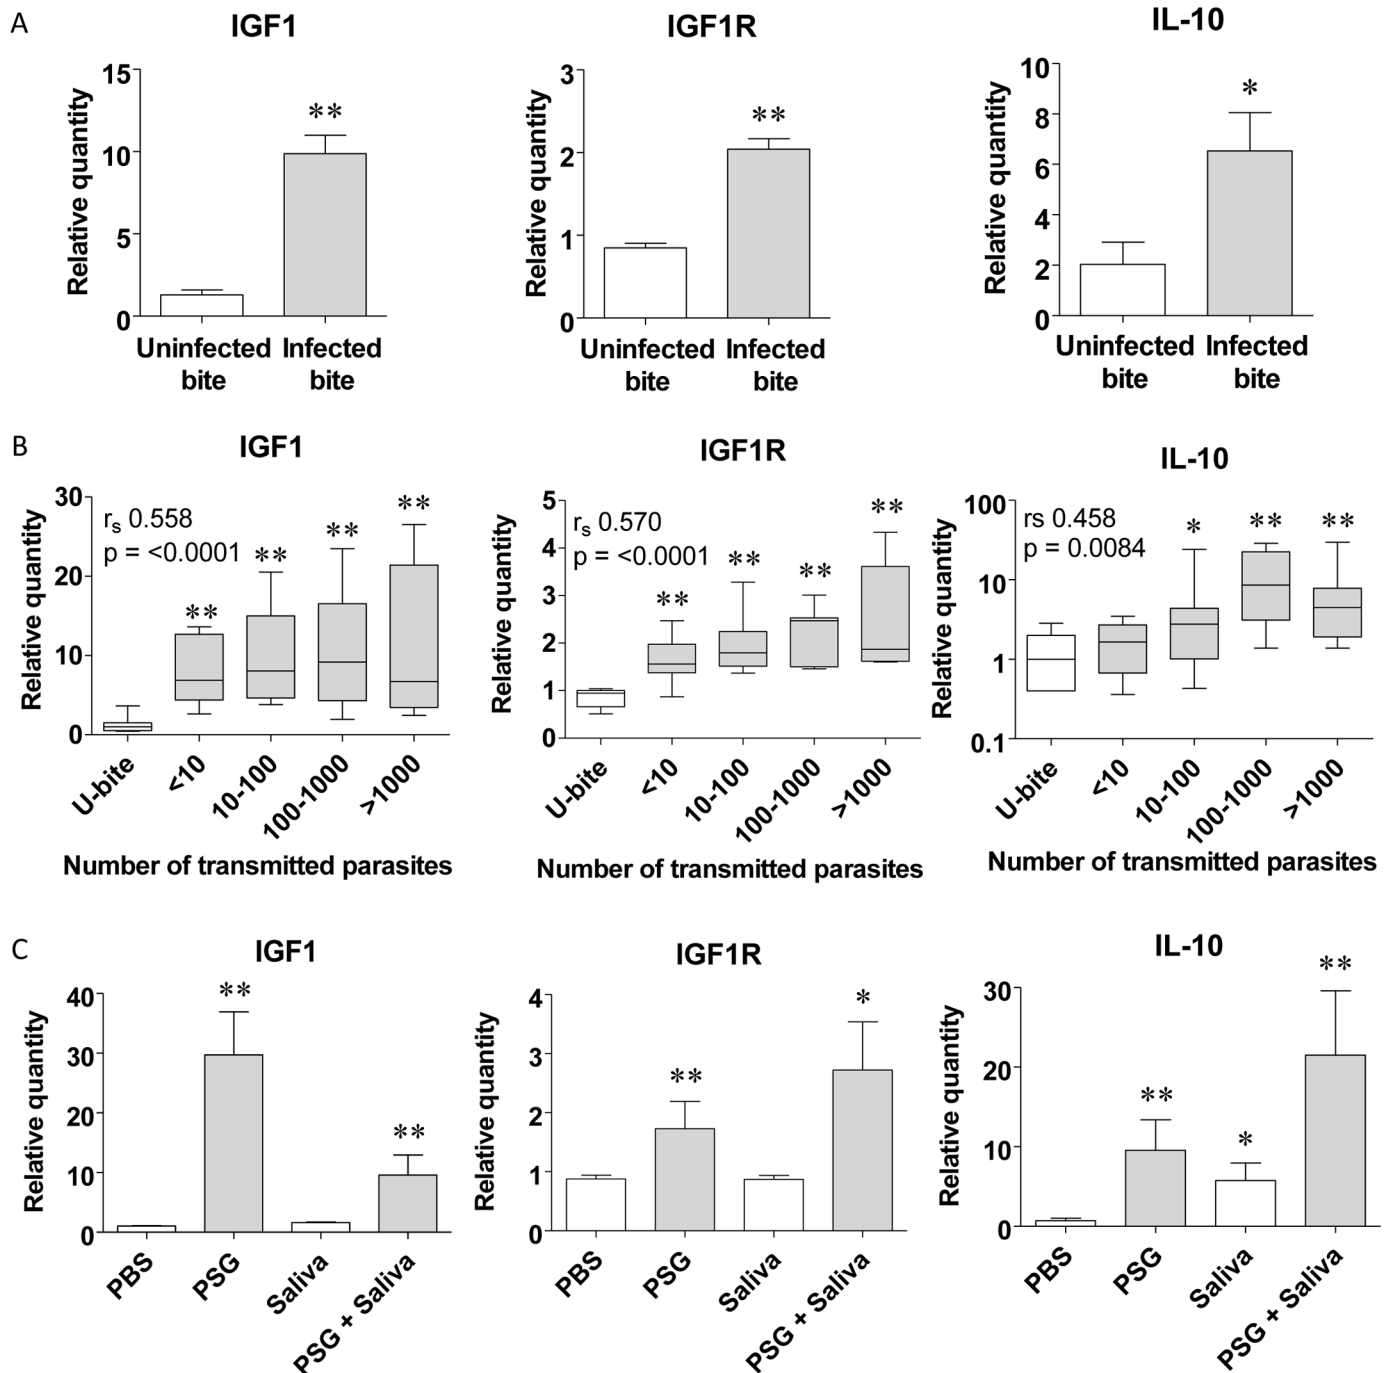 A
IGF1
IGF1R
IL-10
Relative quantity
15
10
5
0
**
Uninfected bite
Infected bite
Relative quantity
3
2
1
0
**
Uninfected bite
Infected bite
Relative quantity
10
8
6
4
2
0
*
Uninfected bite
Infected bite
B
IGF1
Relative quantity
30
20
10
0
rs 0.558
p = <0.0001
**
**
**
**
U-bite
<10
10-100
100-1000
>1000
Number of transmitted parasites
IGF1R
Relative quantity
5
4
3
2
1
0
rs 0.570
p = <0.0001
**
**
**
**
U-bite
<10
10-100
100-1000
>1000
Number of transmitted parasites
IL-10
Relative quantity
100
10
1
0.1
rs 0.458
p = 0.0084
*
**
**
U-bite
<10
10-100
100-1000
>1000
Number of transmitted parasites
C
IGF1
Relative quantity
40
30
20
10
0
**
**
PBS
PSG
Saliva
PSG + Saliva
IGF1R
Relative quantity
4
3
2
1
0
**
*
PBS
PSG
Saliva
PSG + Saliva
IL-10
Relative quantity
30
20
10
0
**
*
**
PBS
PSG
Saliva
PSG + Saliva